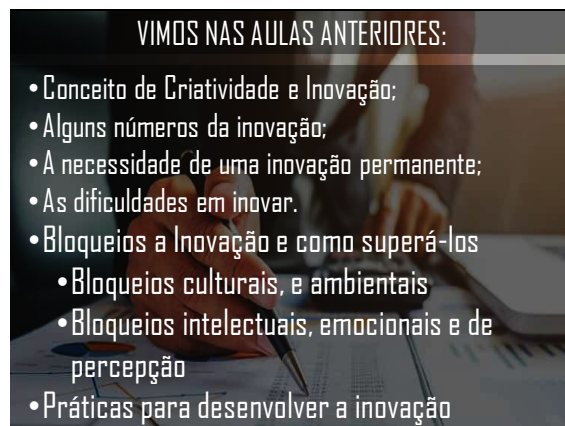 VIMOS NAS AULAS ANTERIORES:
•Conceito de Criatividade e Inovação;
•Alguns números da inovação;
•A necessidade de uma inovação permanente;
•As dificuldades em inovar.
•Bloqueios a Inovação e como superá-los
•Bloqueios culturais, e ambientais
•Bloqueios intelectuais, emocionais e de
percepção
•Práticas para desenvolver a inovação